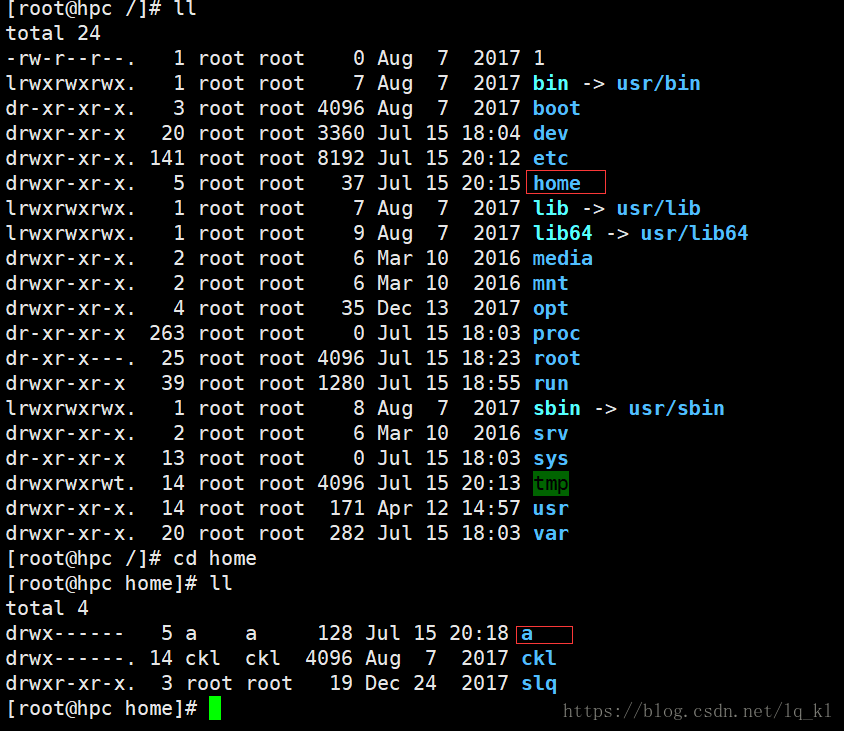 [root@hpc /]# ll
total 24
-rw-r--r--.   1 root root    0 Aug  7  2017 1
lrwxrwxrwx.   1 root root    7 Aug  7  2017 bin -> usr/bin
dr-xr-xr-x.   3 root root 4096 Aug  7  2017 boot
drwxr-xr-x   20 root root 3360 Jul 15 18:04 dev
drwxr-xr-x. 141 root root 8192 Jul 15 20:12 etc
drwxr-xr-x.   5 root root   37 Jul 15 20:15 home
lrwxrwxrwx.   1 root root    7 Aug  7  2017 lib -> usr/lib
lrwxrwxrwx.   1 root root    9 Aug  7  2017 lib64 -> usr/lib64
drwxr-xr-x.   2 root root    6 Mar 10  2016 media
drwxr-xr-x.   2 root root    6 Mar 10  2016 mnt
drwxr-xr-x.   4 root root   35 Dec 13  2017 opt
dr-xr-xr-x  263 root root    0 Jul 15 18:03 proc
dr-xr-x---.  25 root root 4096 Jul 15 18:23 root
drwxr-xr-x   39 root root 1280 Jul 15 18:55 run
lrwxrwxrwx.   1 root root    8 Aug  7  2017 sbin -> usr/sbin
drwxr-xr-x.   2 root root    6 Mar 10  2016 srv
dr-xr-xr-x   13 root root    0 Jul 15 18:03 sys
drwxrwxrwt.  14 root root 4096 Jul 15 20:13 tmp
drwxr-xr-x.  14 root root  171 Apr 12 14:57 usr
drwxr-xr-x.  20 root root  282 Jul 15 18:03 var
[root@hpc /]# cd home
[root@hpc home]# ll
total 4
drwx------   5 a    a     128 Jul 15 20:18 a
drwx------. 14 ckl  ckl  4096 Aug  7  2017 ckl
drwxr-xr-x.  3 root root   19 Dec 24  2017 slq
[root@hpc home]#
https://blog.csdn.net/lq_kl